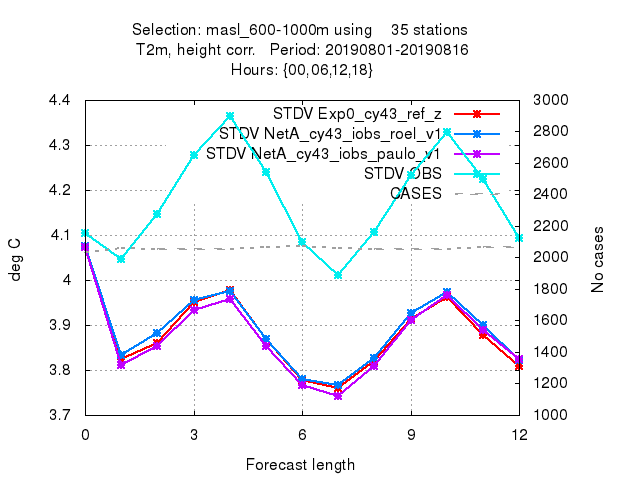 Selection: masl_600-1000m using 35 stations
T2m, height corr. Period: 20190801-20190816
Hours: {00,06,12,18}
STDV Exp0_cy43_ref_z
STDV NetA_cy43_iobs_roel_v1
STDV NetA_cy43_iobs_paulo_v1
STDV OBS
CASES
deg C
4.4
4.3
4.2
4.1
4
3.9
3.8
3.7
No cases
3000
2800
2600
2400
2200
2000
1800
1600
1400
1200
1000
0 3 6 9 12
Forecast length